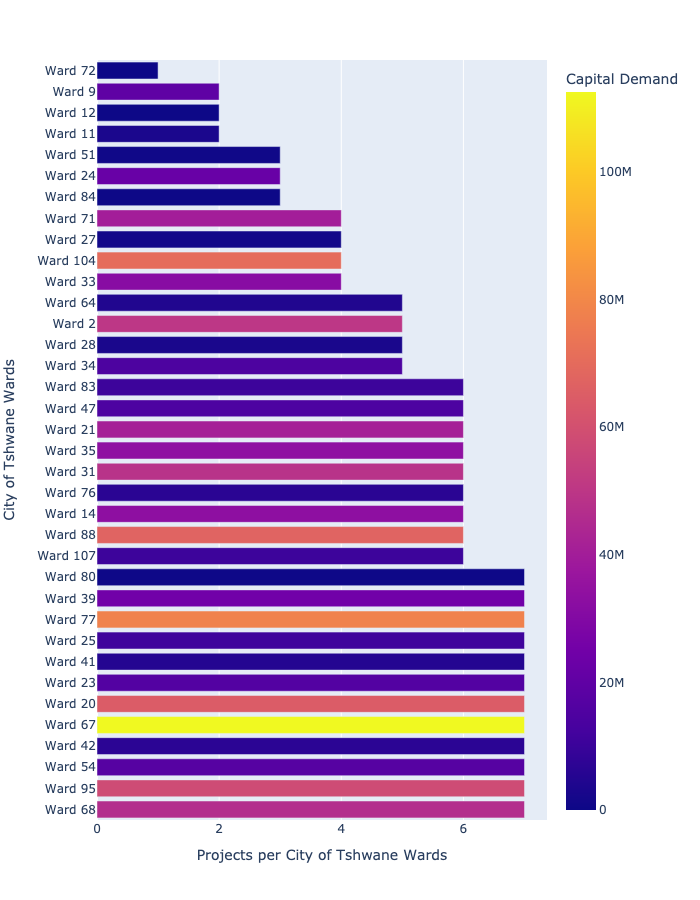 Capital Demand
Ward 72
Ward 9
Ward 12
Ward 11
Ward 51
Ward 24
Ward 84
Ward 71
Ward 27
Ward 104
Ward 33
Ward 64
Ward 2
Ward 28
Ward 34
Ward 83
Ward 47
Ward 21
Ward 35
Ward 31
Ward 76
Ward 14
Ward 88
Ward 107
Ward 80
Ward 39
Ward 77
Ward 25
Ward 41
Ward 23
Ward 20
Ward 67
Ward 42
Ward 54
Ward 95
Ward 68
City of Tshwane Wards
0
2
4
6
Projects per City of Tshwane Wards
100M
80M
60M
40M
20M
0